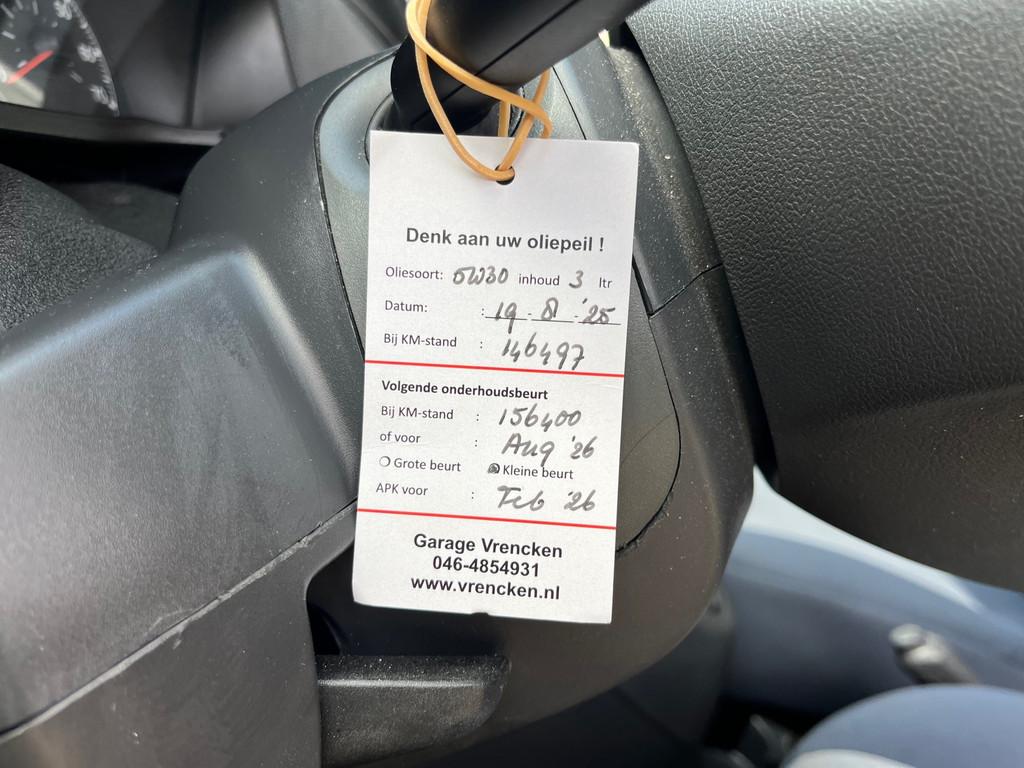 Denk aan uw oliepeil !
Oliesoort: 5W30 inhoud 3 ltr
Datum: : 19 - 8 - '25
Bij KM-stand : 146497
Volgende onderhoudsbeurt
Bij KM-stand : 156400
of voor : Aug '26
Grote beurt Kleine beurt
APK voor : Feb '26
Garage Vrencken
046-4854931
www.vrencken.nl